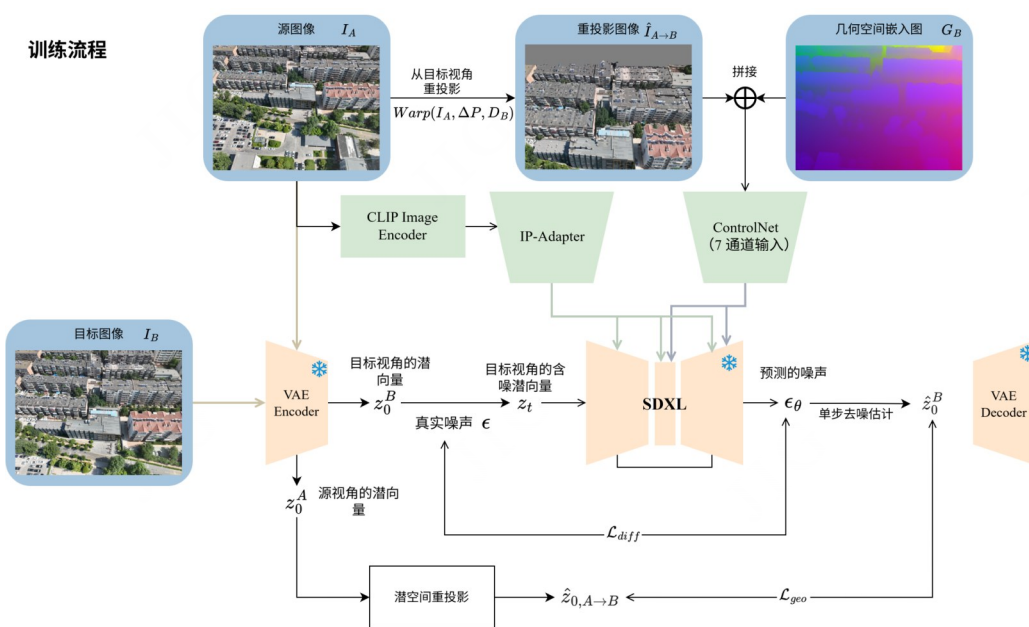 训练流程
源图像 I_A
重投影图像 Î_{A→B}
几何空间嵌入图 G_B
从目标视角
重投影
Warp(I_A, ΔP, D_B)
拼接
CLIP Image
Encoder
IP-Adapter
ControlNet
（7 通道输入）
目标图像 I_B
VAE
Encoder
目标视角的潜
向量
z_0^B
真实噪声 ϵ
目标视角的含
噪潜向量
z_t
SDXL
预测的噪声
ϵ_θ
单步去噪估计
ẑ_0^B
VAE
Decoder
z_0^A
源视角的潜向
量
ℒ_{diff}
潜空间重投影
ẑ_{0,A→B}
ℒ_{geo}